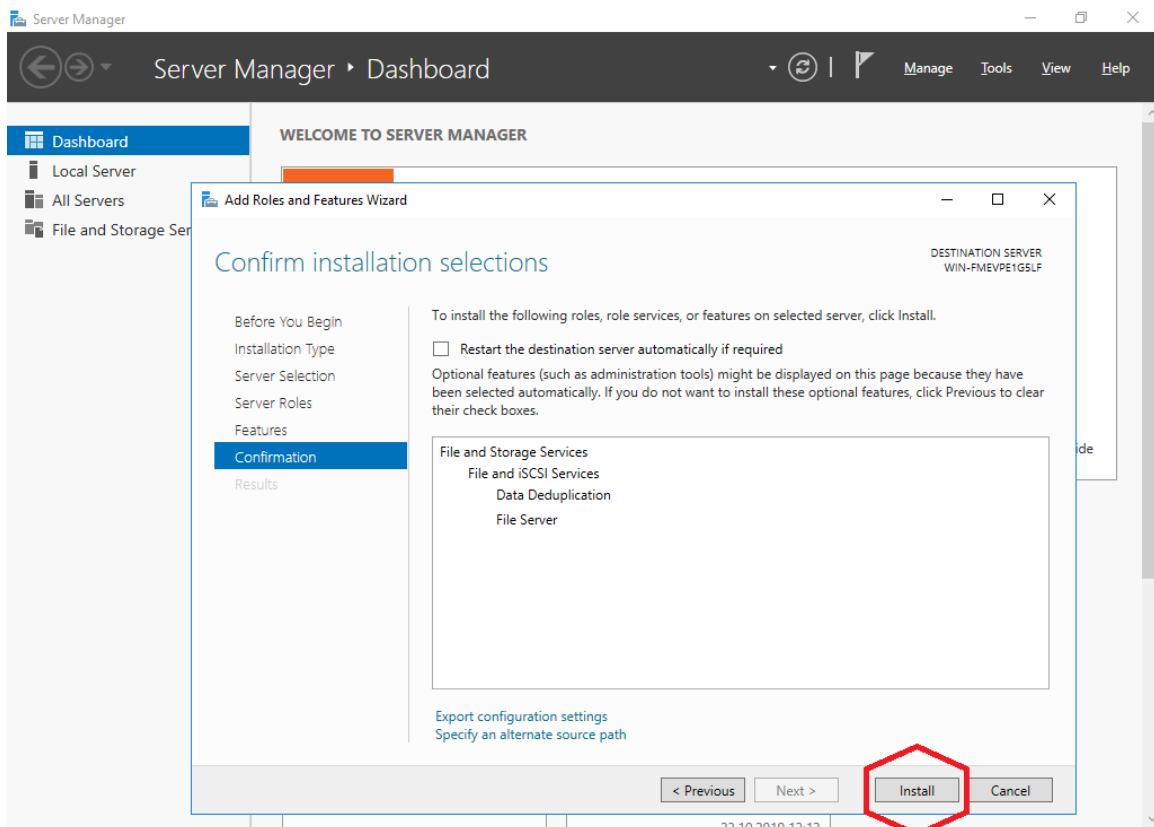 Server Manager
Server Manager • Dashboard
Manage Tools View Help
Dashboard
Local Server
All Servers
File and Storage Ser
WELCOME TO SERVER MANAGER
Add Roles and Features Wizard
Confirm installation selections
DESTINATION SERVER
WIN-FMEVPE1G5LF
Before You Begin
Installation Type
Server Selection
Server Roles
Features
Confirmation
Results
To install the following roles, role services, or features on selected server, click Install.
Restart the destination server automatically if required
Optional features (such as administration tools) might be displayed on this page because they have
been selected automatically. If you do not want to install these optional features, click Previous to clear
their check boxes.
File and Storage Services
File and iSCSI Services
Data Deduplication
File Server
ide
Export configuration settings
Specify an alternate source path
< Previous Next > Install Cancel
22.10.2019 12:12